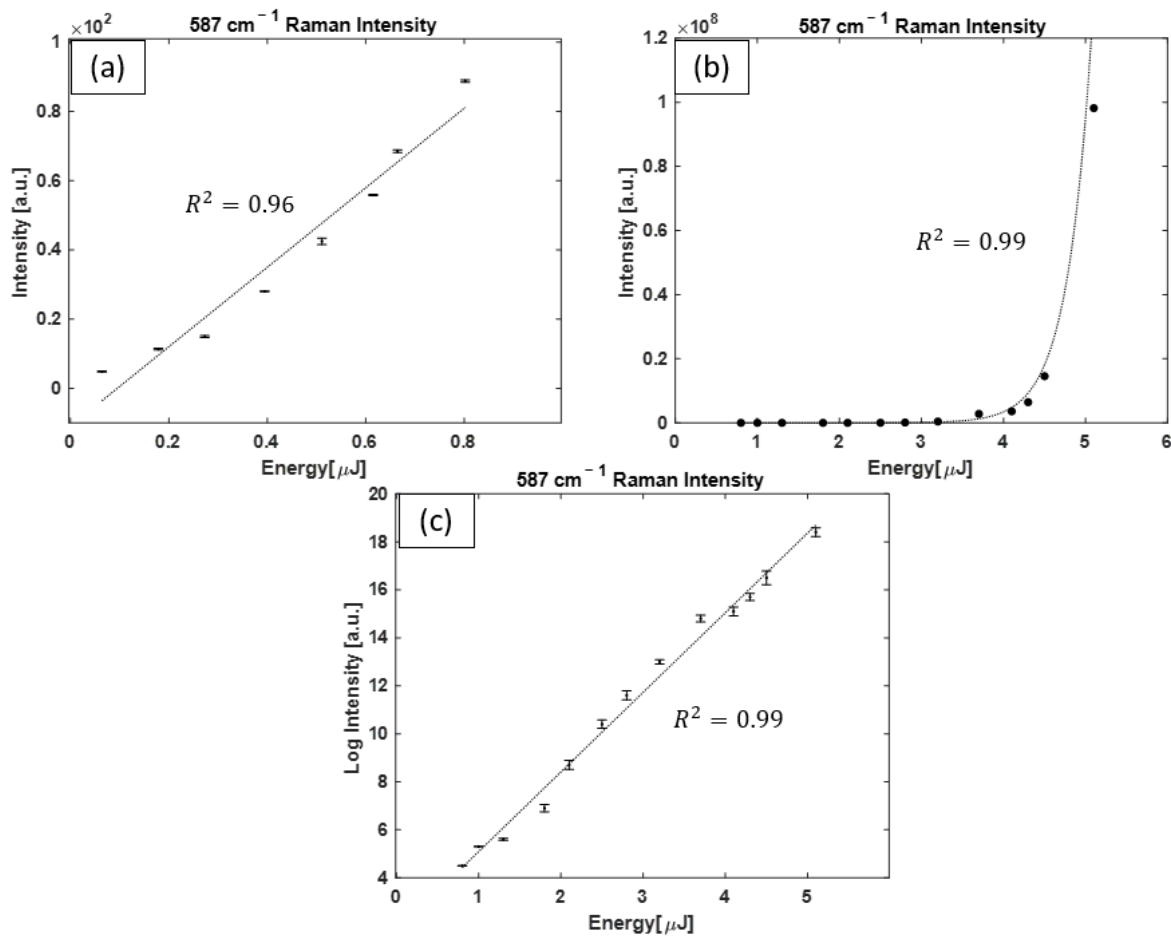 587 cm⁻¹ Raman Intensity
×10²
(a)
1
0.8
0.6
0.4
0.2
0
Intensity [a.u.]
R² = 0.96
0 0.2 0.4 0.6 0.8
Energy[μJ]
587 cm⁻¹ Raman Intensity
×10⁸
(b)
1.2
1
0.8
0.6
0.4
0.2
0
Intensity [a.u.]
R² = 0.99
0 1 2 3 4 5 6
Energy[μJ]
587 cm⁻¹ Raman Intensity
(c)
20
18
16
14
12
10
8
6
4
Log Intensity [a.u.]
R² = 0.99
0 1 2 3 4 5
Energy[μJ]